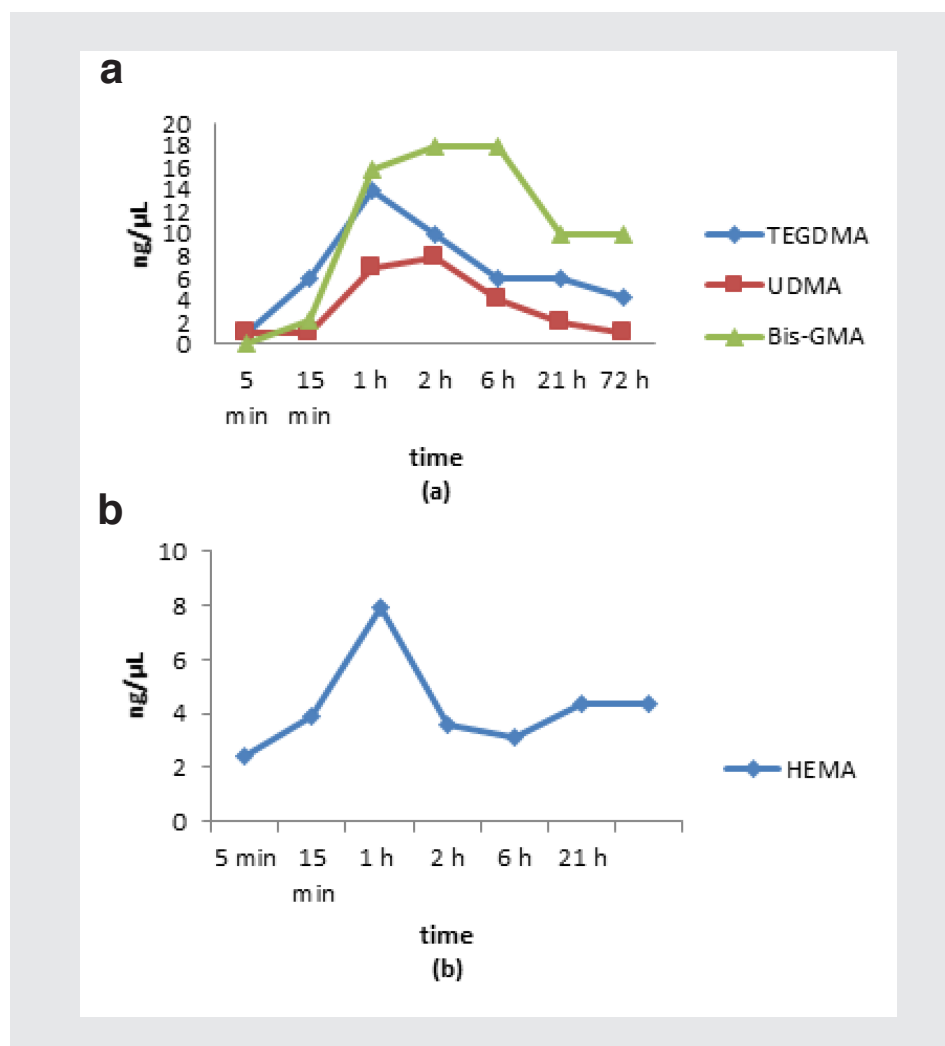 a
20
18
16
14
12
10
8
6
4
2
0
ng/µL
5 min
15 min
1 h
2 h
6 h
21 h
72 h
time
(a)
TEGDMA
UDMA
Bis-GMA
b
10
8
6
4
2
0
ng/µL
5 min
15 min
1 h
2 h
6 h
21 h
time
(b)
HEMA